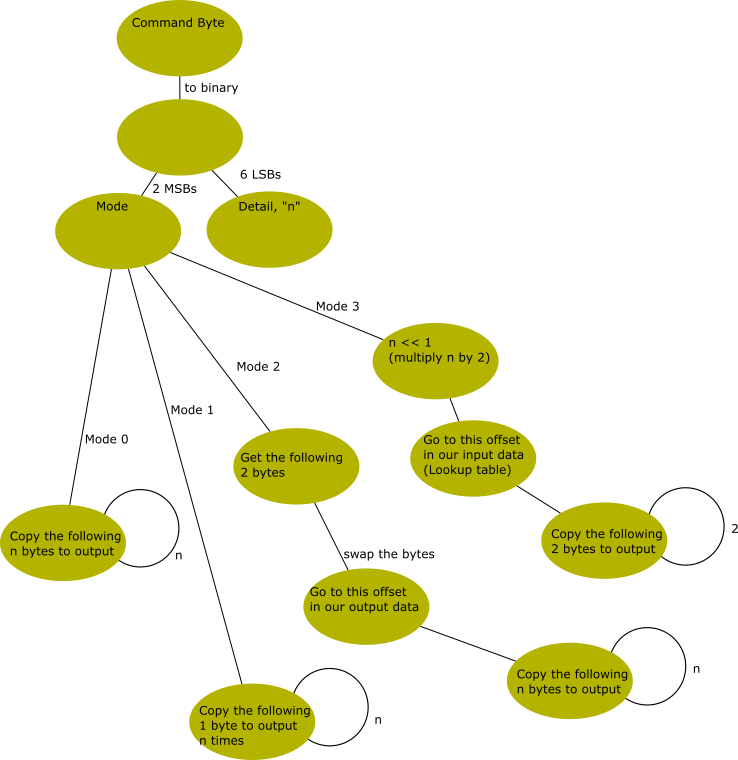 Command Byte
to binary
2 MSBs
6 LSBs
Mode
Detail, "n"
Mode 3
n << 1
(multiply n by 2)
Mode 2
Mode 1
Mode 0
Go to this offset
in our input data
(Lookup table)
Get the following
2 bytes
Copy the following
n bytes to output
n
Copy the following
2 bytes to output
2
swap the bytes
Go to this offset
in our output data
Copy the following
n bytes to output
n
Copy the following
1 byte to output
n times
n